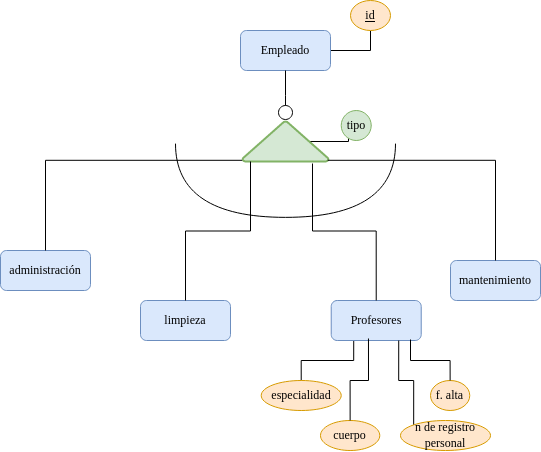 id
Empleado
tipo
administración
mantenimiento
limpieza
Profesores
especialidad
f. alta
cuerpo
n de registro
personal